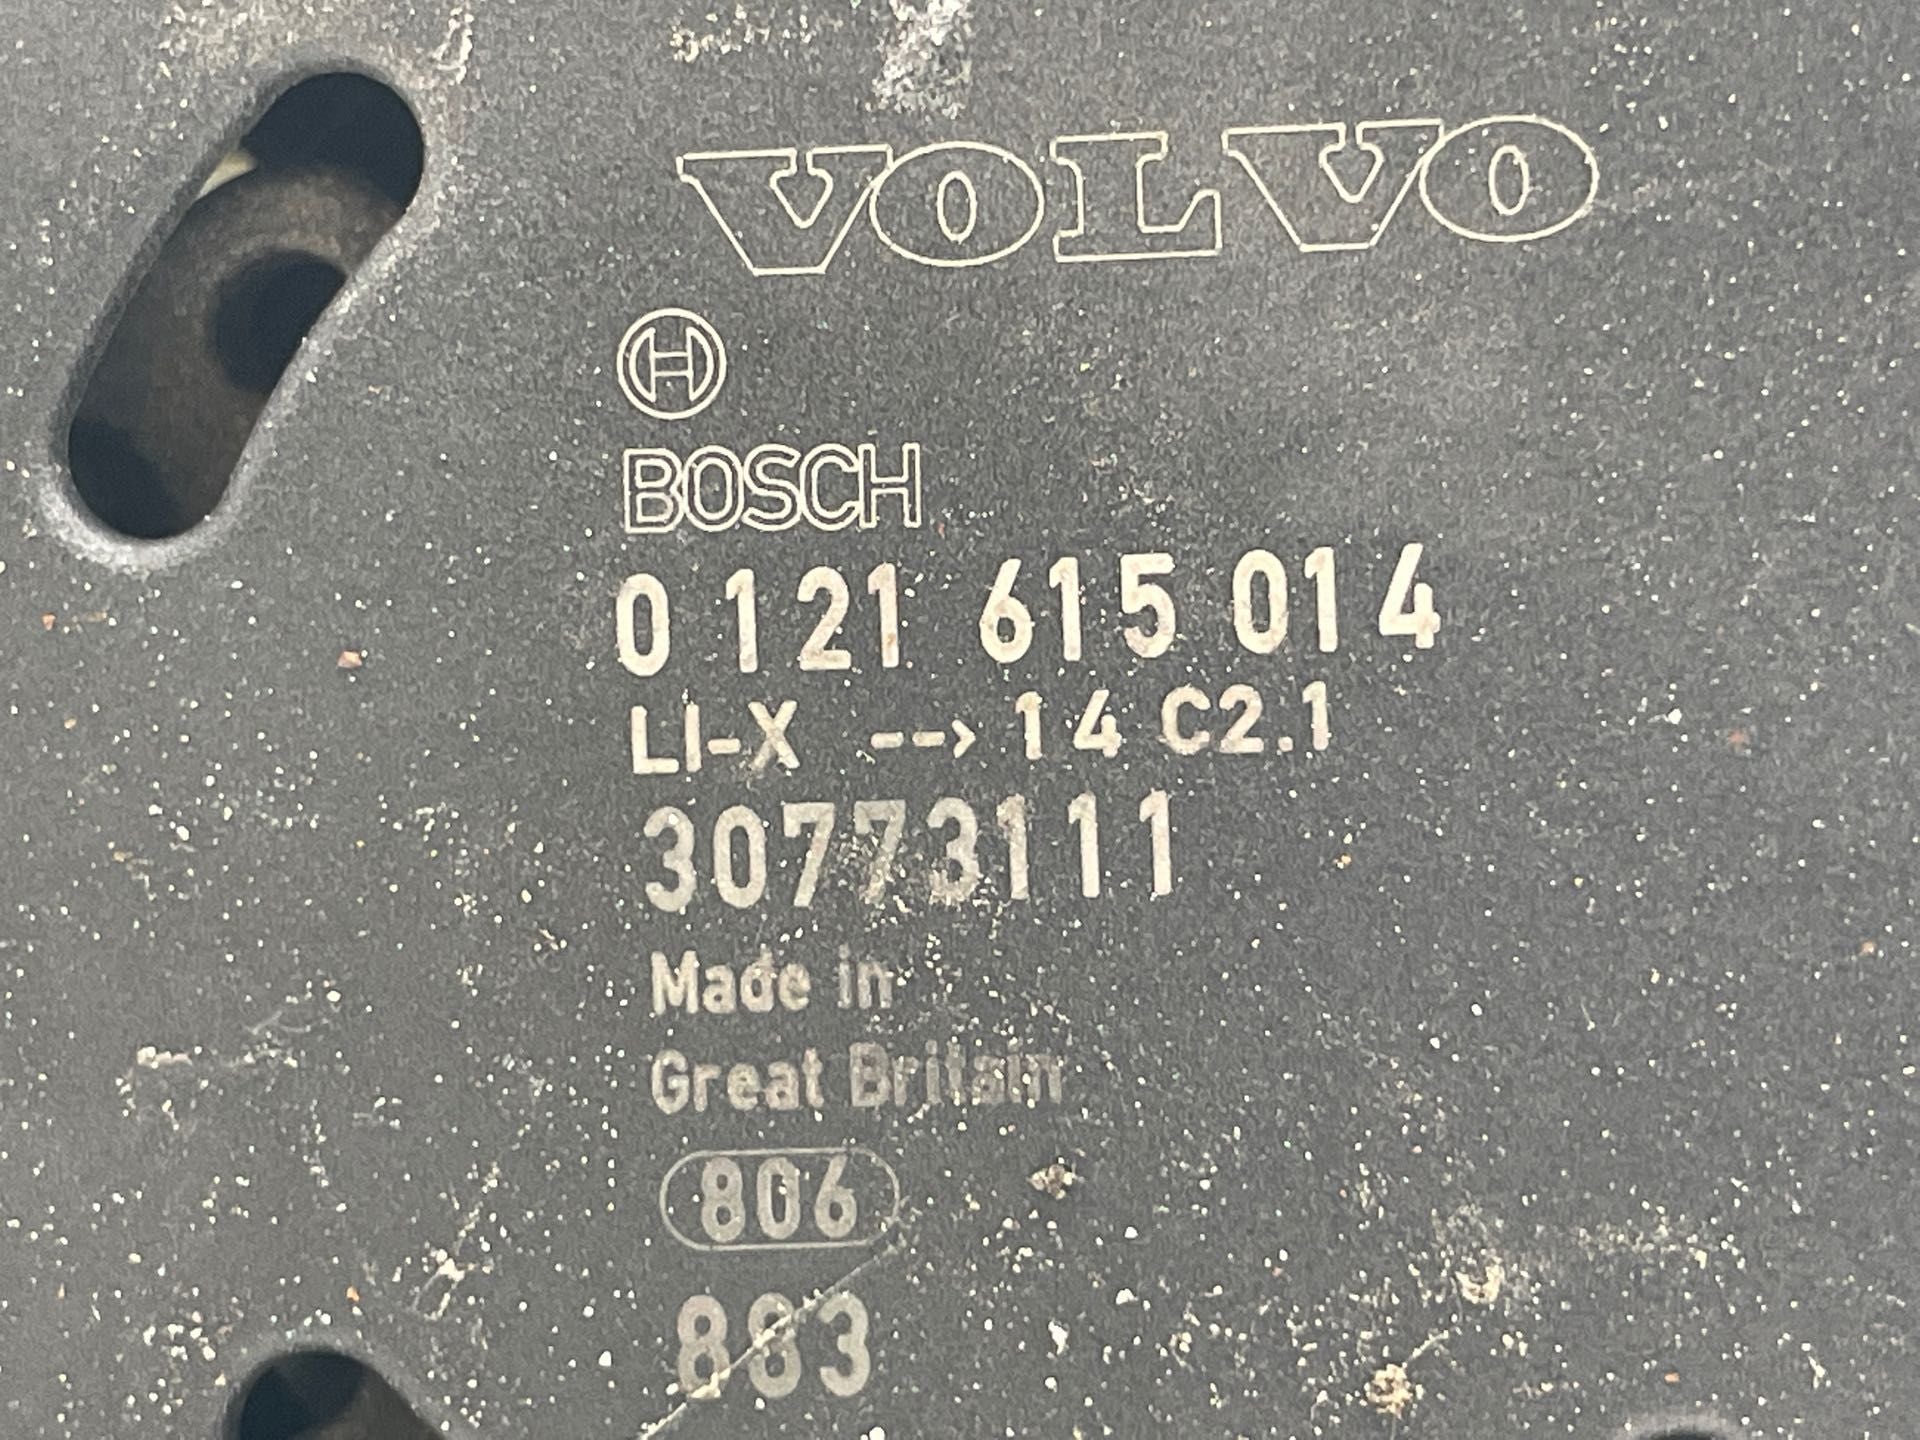 VOLVO
BOSCH
0 121 615 014
LI-X --> 14 C2.1
30773111
Made in
Great Britain
806
883